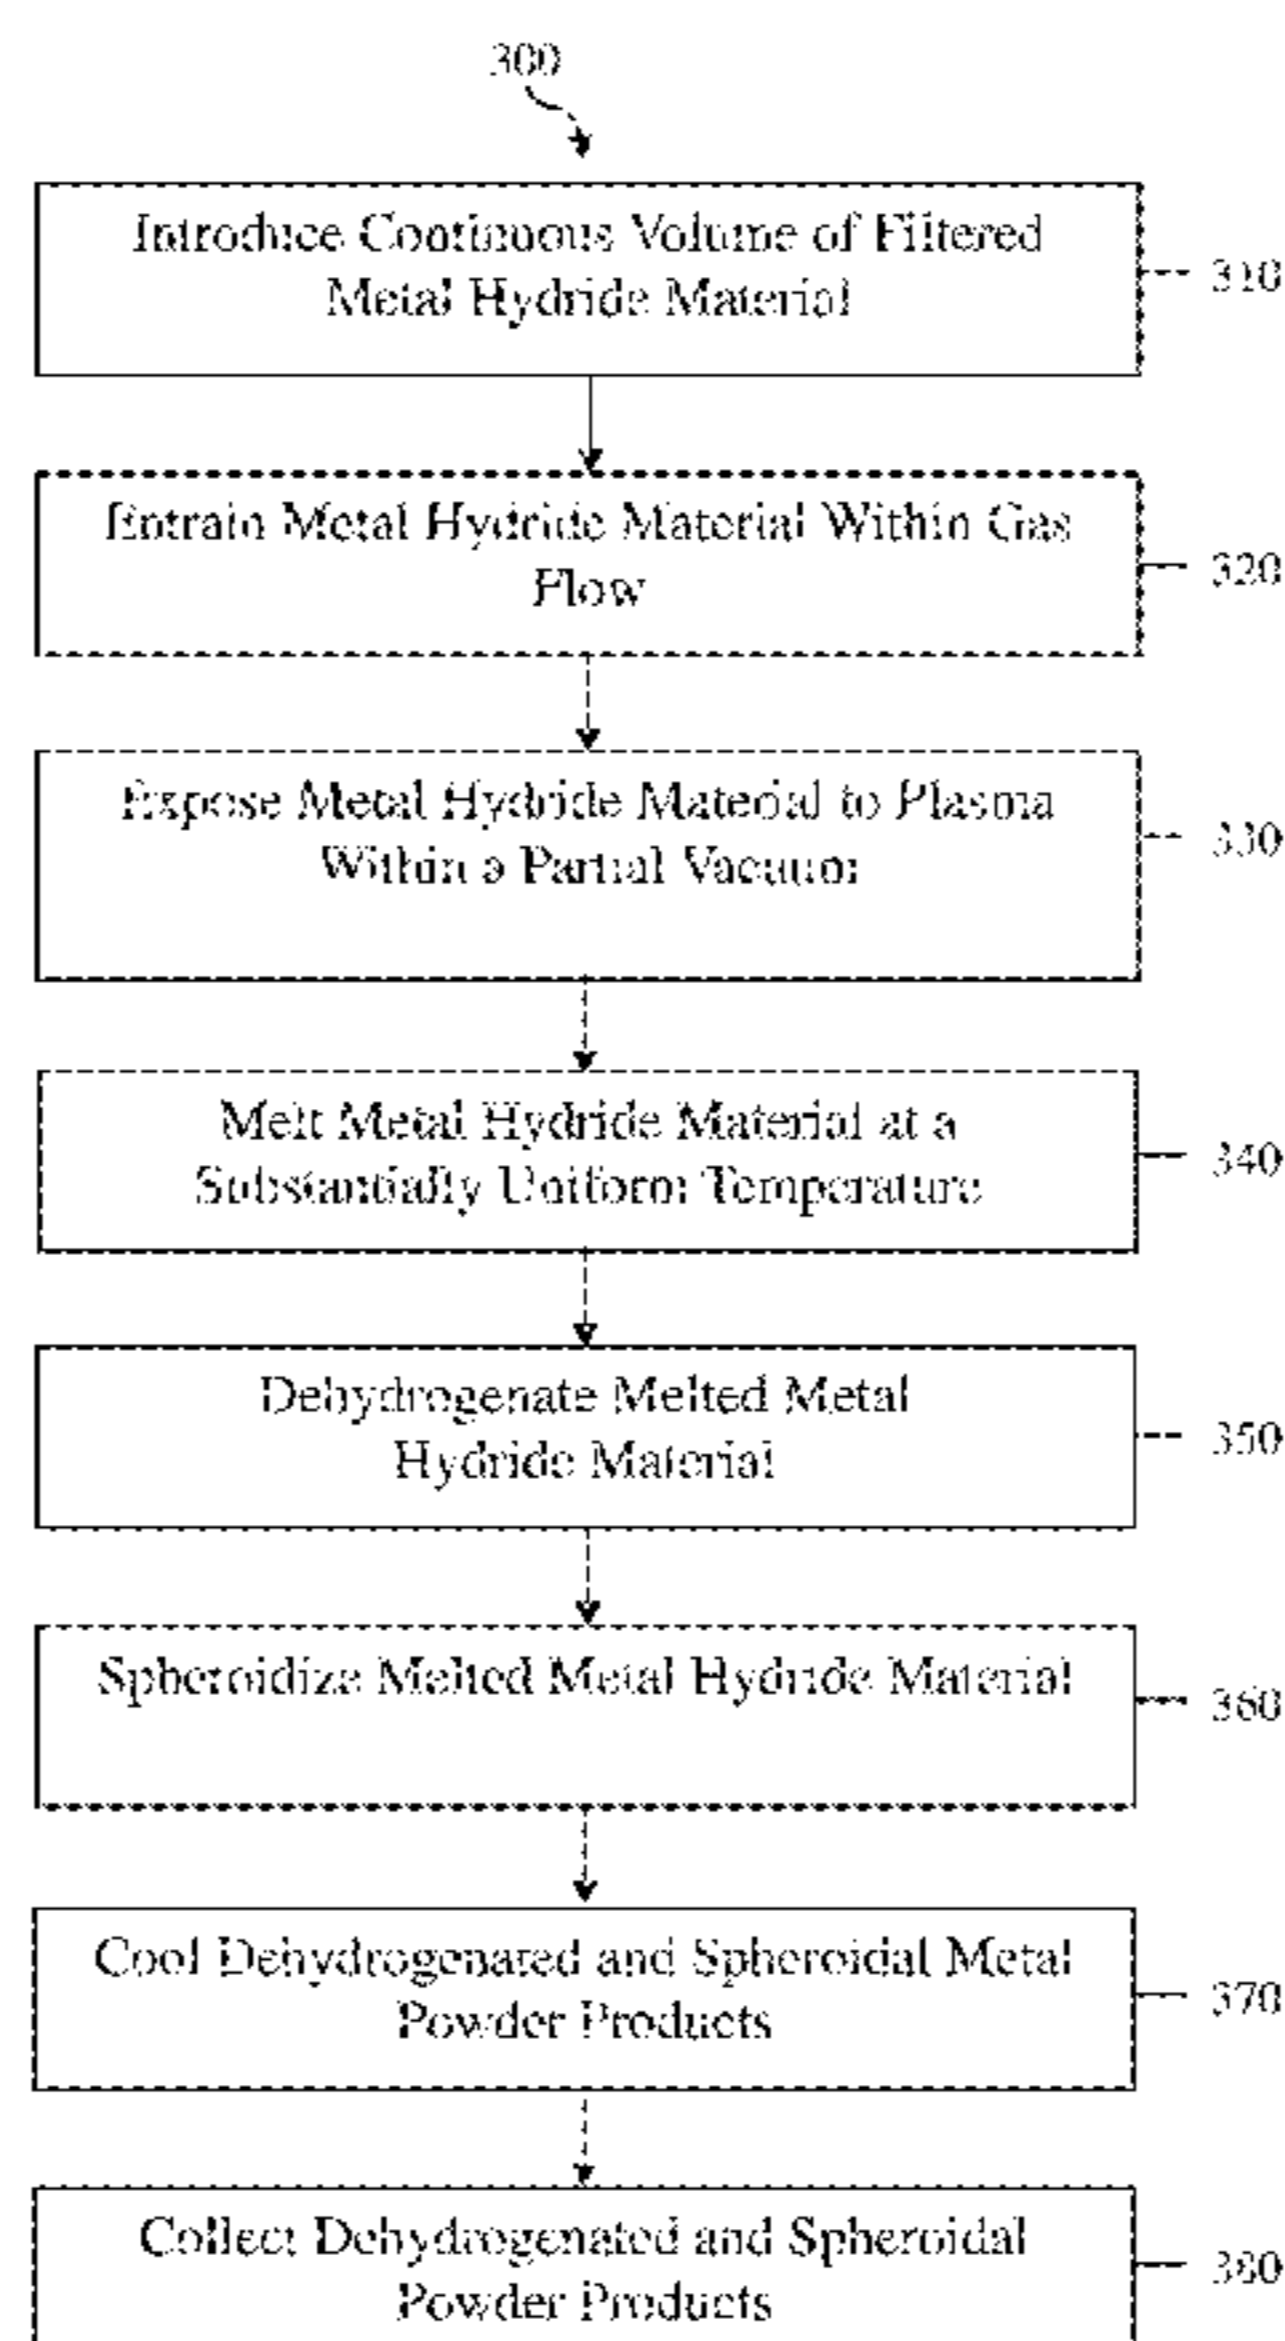 300
Introduce Continuous Volume of Filtered
Metal Hydride Material
310
Entrain Metal Hydride Material Within Gas
Flow
320
Expose Metal Hydride Material to Plasma
Within a Partial Vacuum
330
Melt Metal Hydride Material at a
Substantially Uniform Temperature
340
Dehydrogenate Melted Metal
Hydride Material
350
Spheroidize Melted Metal Hydride Material
360
Cool Dehydrogenated and Spheroidal Metal
Powder Products
370
Collect Dehydrogenated and Spheroidal
Powder Products
380